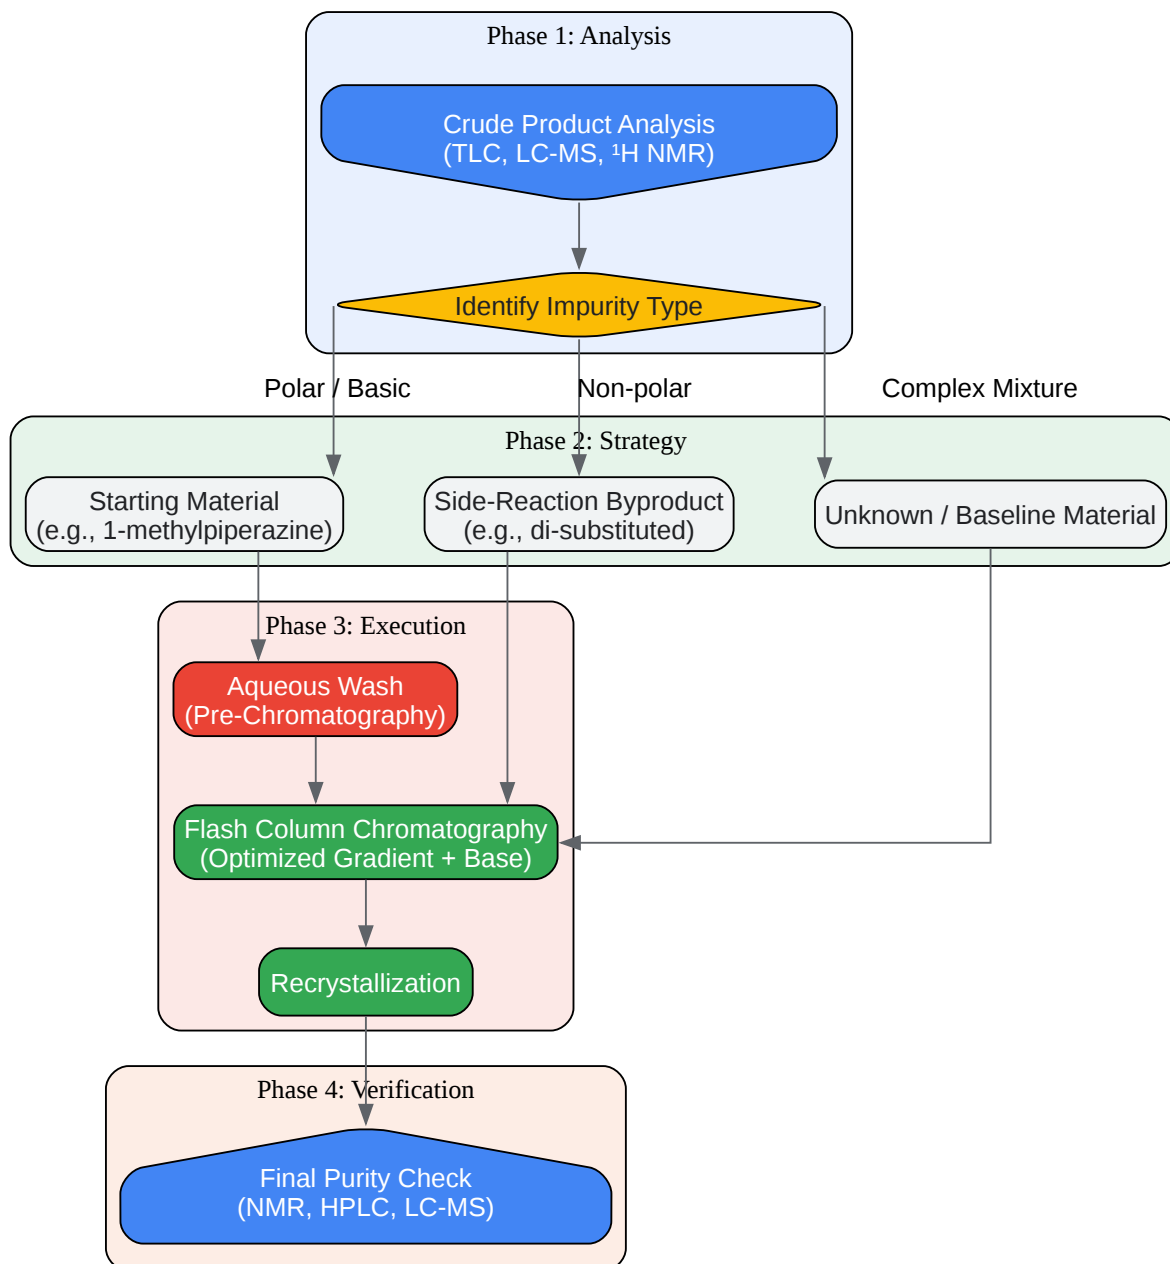 Phase 1: Analysis
Crude Product Analysis
(TLC, LC-MS, ¹H NMR)
Identify Impurity Type
Polar / Basic
Non-polar
Complex Mixture
Phase 2: Strategy
Starting Material
(e.g., 1-methylpiperazine)
Side-Reaction Byproduct
(e.g., di-substituted)
Unknown / Baseline Material
Phase 3: Execution
Aqueous Wash
(Pre-Chromatography)
Flash Column Chromatography
(Optimized Gradient + Base)
Recrystallization
Phase 4: Verification
Final Purity Check
(NMR, HPLC, LC-MS)